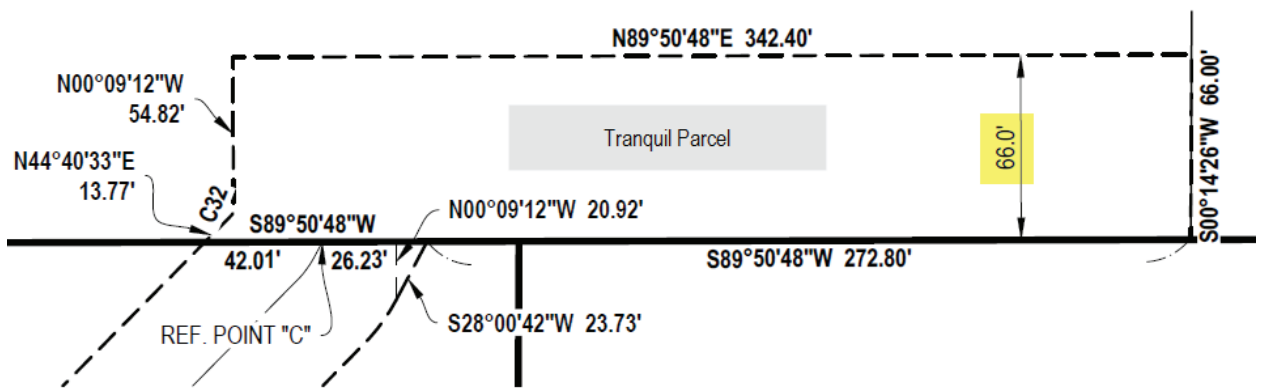 N89°50'48"E 342.40'
N00°09'12"W
54.82'
N44°40'33"E
13.77'
C32
Tranquil Parcel
66.0'
S00°14'26"W 66.00'
S89°50'48"W
N00°09'12"W 20.92'
42.01'
26.23'
S89°50'48"W 272.80'
REF. POINT "C"
S28°00'42"W 23.73'